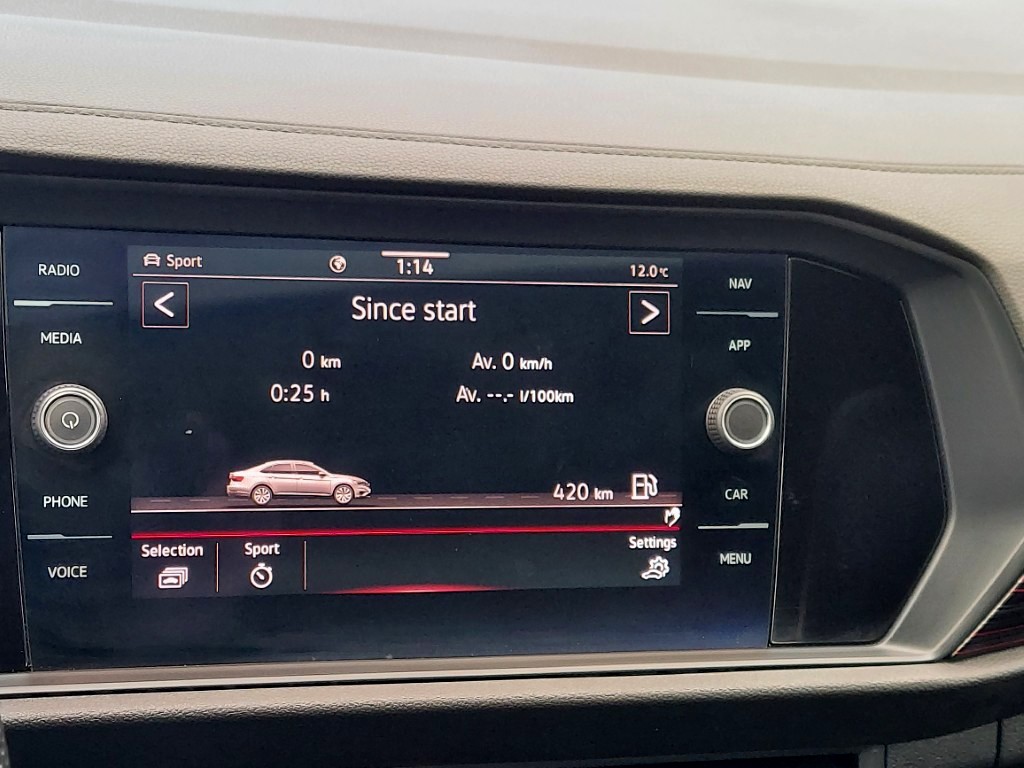 RADIO
MEDIA
PHONE
VOICE
Sport
1:14
12.0°C
<
Since start
>
0 km
Av. 0 km/h
0:25 h
Av. --.- l/100km
420 km
Selection
Sport
Settings
NAV
APP
CAR
MENU